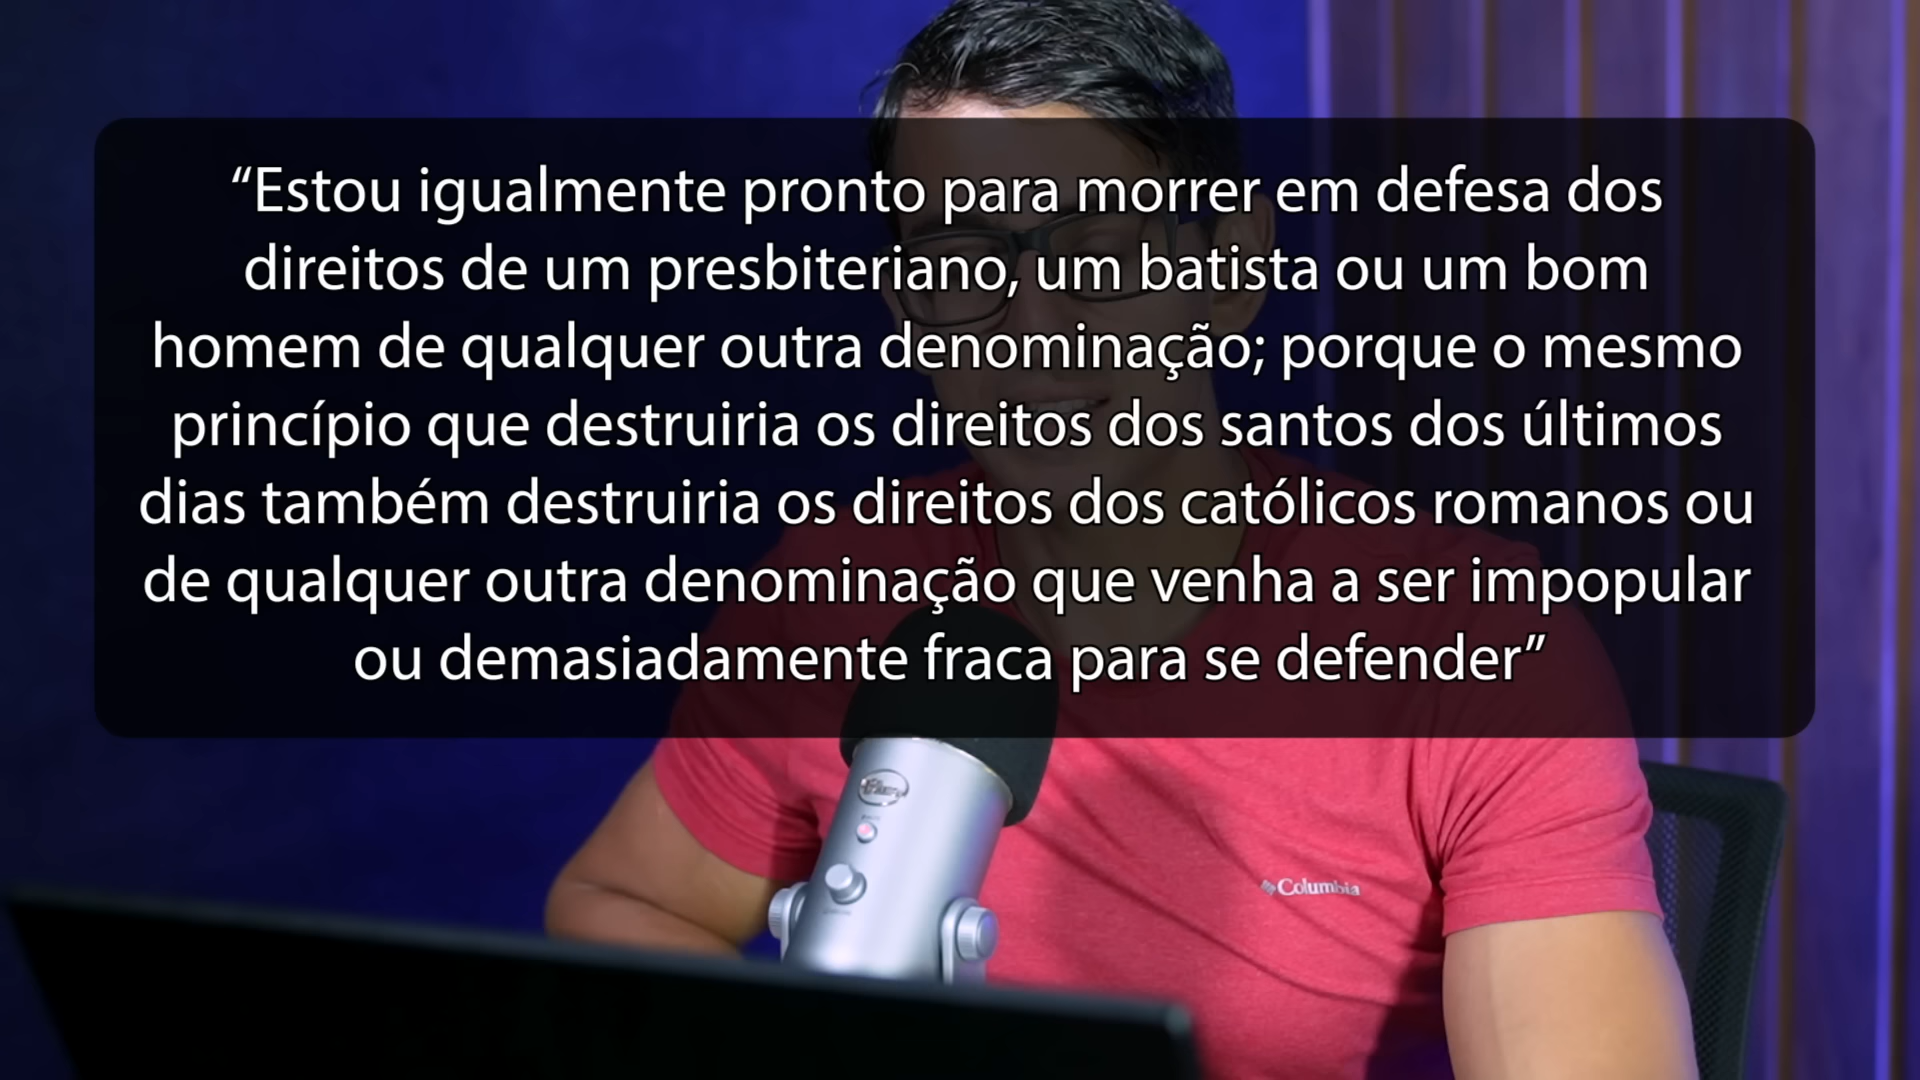 “Estou igualmente pronto para morrer em defesa dos
direitos de um presbiteriano, um batista ou um bom
homem de qualquer outra denominação; porque o mesmo
princípio que destruiria os direitos dos santos dos últimos
dias também destruiria os direitos dos católicos romanos ou
de qualquer outra denominação que venha a ser impopular
ou demasiadamente fraca para se defender”
Columbia